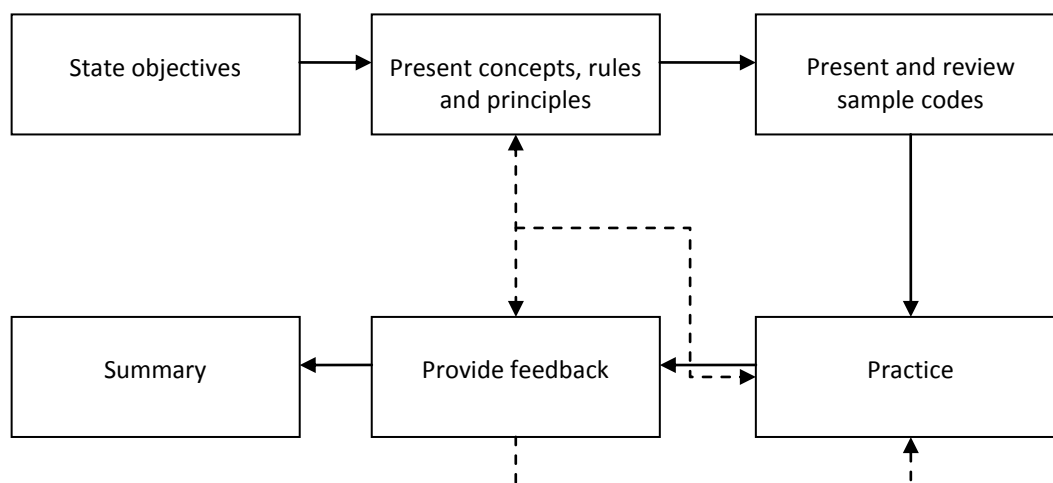 State objectives
Present concepts, rules
and principles
Present and review
sample codes
Summary
Provide feedback
Practice